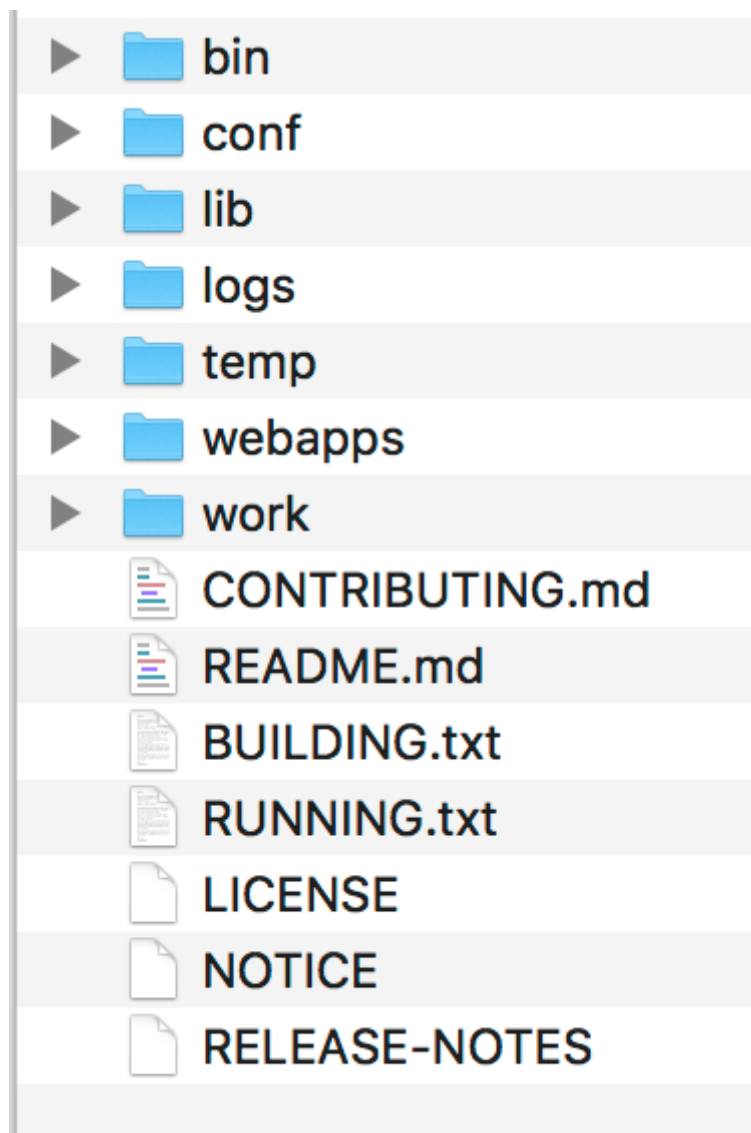 bin
conf
lib
logs
temp
webapps
work
CONTRIBUTING.md
README.md
BUILDING.txt
RUNNING.txt
LICENSE
NOTICE
RELEASE-NOTES